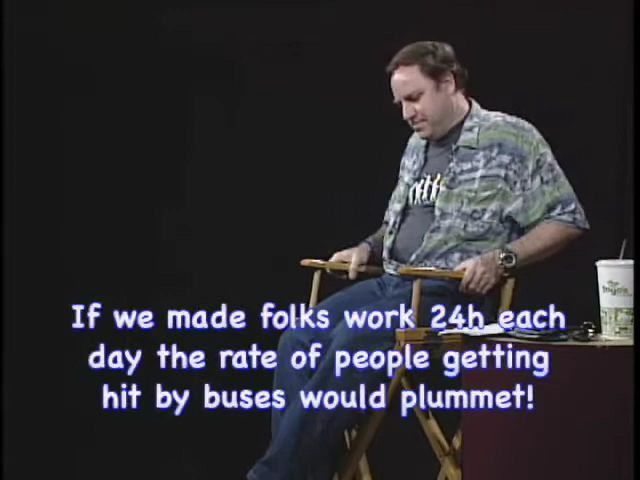 If we made folks work 24h each
day the rate of people getting
hit by buses would plummet!